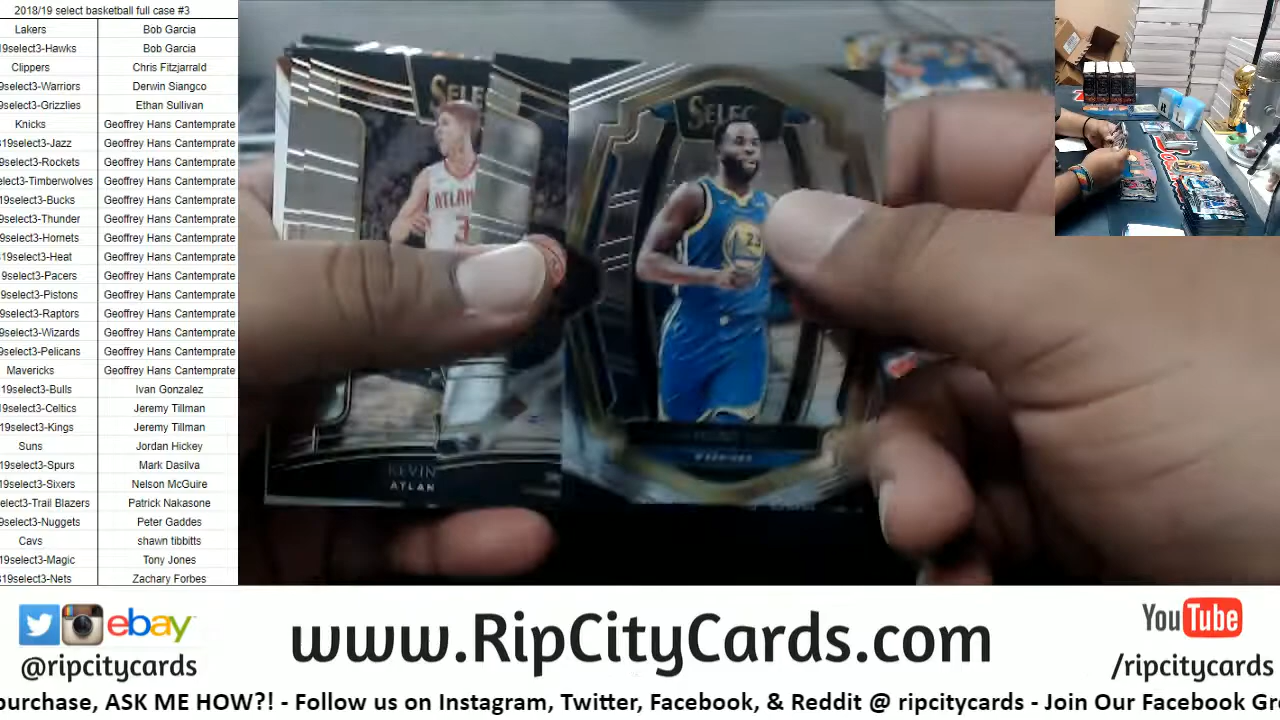 2018/19 select basketball full case #3
Lakers Bob Garcia
19select3-Hawks Bob Garcia
Clippers Chris Fitzjarrald
9select3-Warriors Derwin Siangco
9select3-Grizzlies Ethan Sullivan
Knicks Geoffrey Hans Cantemprate
19select3-Jazz Geoffrey Hans Cantemprate
9select3-Rockets Geoffrey Hans Cantemprate
elect3-Timberwolves Geoffrey Hans Cantemprate
19select3-Bucks Geoffrey Hans Cantemprate
9select3-Thunder Geoffrey Hans Cantemprate
9select3-Hornets Geoffrey Hans Cantemprate
19select3-Heat Geoffrey Hans Cantemprate
19select3-Pacers Geoffrey Hans Cantemprate
9select3-Pistons Geoffrey Hans Cantemprate
9select3-Raptors Geoffrey Hans Cantemprate
9select3-Wizards Geoffrey Hans Cantemprate
9select3-Pelicans Geoffrey Hans Cantemprate
Mavericks Geoffrey Hans Cantemprate
19select3-Bulls Ivan Gonzalez
19select3-Celtics Jeremy Tillman
19select3-Kings Jeremy Tillman
Suns Jordan Hickey
19select3-Spurs Mark Dasilva
19select3-Sixers Nelson McGuire
elect3-Trail Blazers Patrick Nakasone
9select3-Nuggets Peter Gaddes
Cavs shawn tibbitts
19select3-Magic Tony Jones
19select3-Nets Zachary Forbes
SELE
SELEC
ATLAN
3
23
KEVIN
ATLAN
WARRIORS
ebay
@ripcitycards
www.RipCityCards.com
YouTube
/ripcitycards
purchase, ASK ME HOW?! - Follow us on Instagram, Twitter, Facebook, & Reddit @ ripcitycards - Join Our Facebook Gr